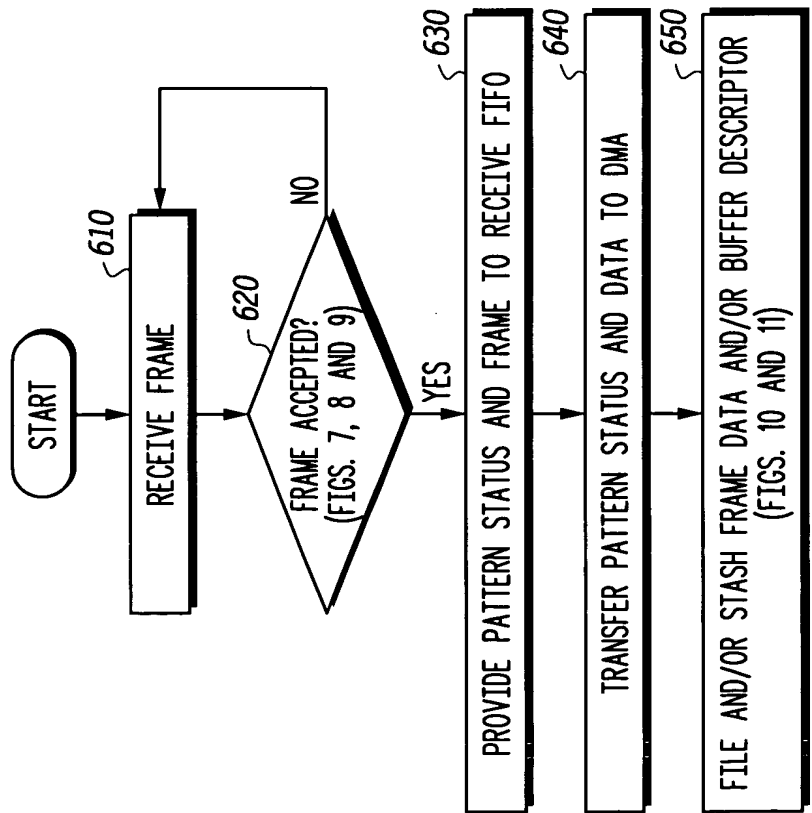 START
610
RECEIVE FRAME
620
FRAME ACCEPTED?
(FIGS. 7, 8 AND 9)
NO
YES
630
PROVIDE PATTERN STATUS AND FRAME TO RECEIVE FIFO
640
TRANSFER PATTERN STATUS AND DATA TO DMA
650
FILE AND/OR STASH FRAME DATA AND/OR BUFFER DESCRIPTOR
(FIGS. 10 AND 11)